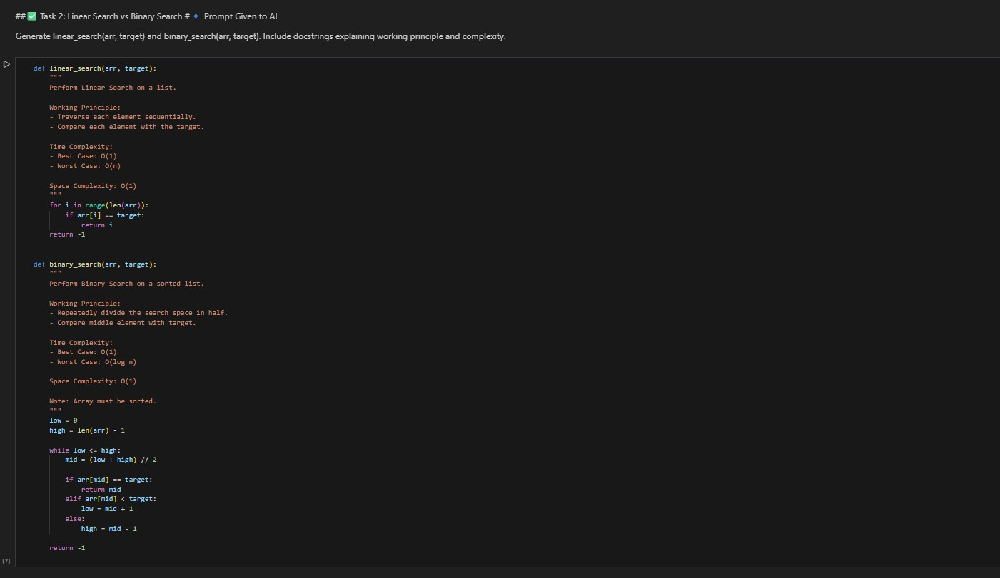 ##✅ Task 2: Linear Search vs Binary Search #🔹 Prompt Given to AI
Generate linear_search(arr, target) and binary_search(arr, target). Include docstrings explaining working principle and complexity.
def linear_search(arr, target):
    """
    Perform Linear Search on a list.

    Working Principle:
    - Traverse each element sequentially.
    - Compare each element with the target.

    Time Complexity:
    - Best Case: O(1)
    - Worst Case: O(n)

    Space Complexity: O(1)
    """
    for i in range(len(arr)):
        if arr[i] == target:
            return i
    return -1


def binary_search(arr, target):
    """
    Perform Binary Search on a sorted list.

    Working Principle:
    - Repeatedly divide the search space in half.
    - Compare middle element with target.

    Time Complexity:
    - Best Case: O(1)
    - Worst Case: O(log n)

    Space Complexity: O(1)

    Note: Array must be sorted.
    """
    low = 0
    high = len(arr) - 1

    while low <= high:
        mid = (low + high) // 2

        if arr[mid] == target:
            return mid
        elif arr[mid] < target:
            low = mid + 1
        else:
            high = mid - 1

    return -1
[2]